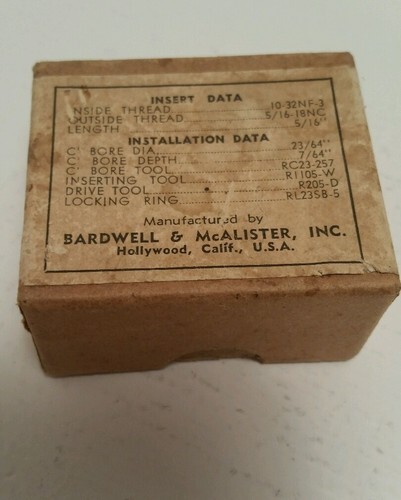 INSERT DATA
INSIDE THREAD 10-32NF-3
OUTSIDE THREAD 5/16-18NC
LENGTH 5/16"
INSTALLATION DATA
C' BORE DIA. 23/64"
C' BORE DEPTH 7/64"
C' BORE TOOL RC23-257
INSERTING TOOL R1105-W
DRIVE TOOL R205-D
LOCKING RING RL235B-S
Manufactured by
BARDWELL & McALISTER, INC.
Hollywood, Calif., U.S.A.